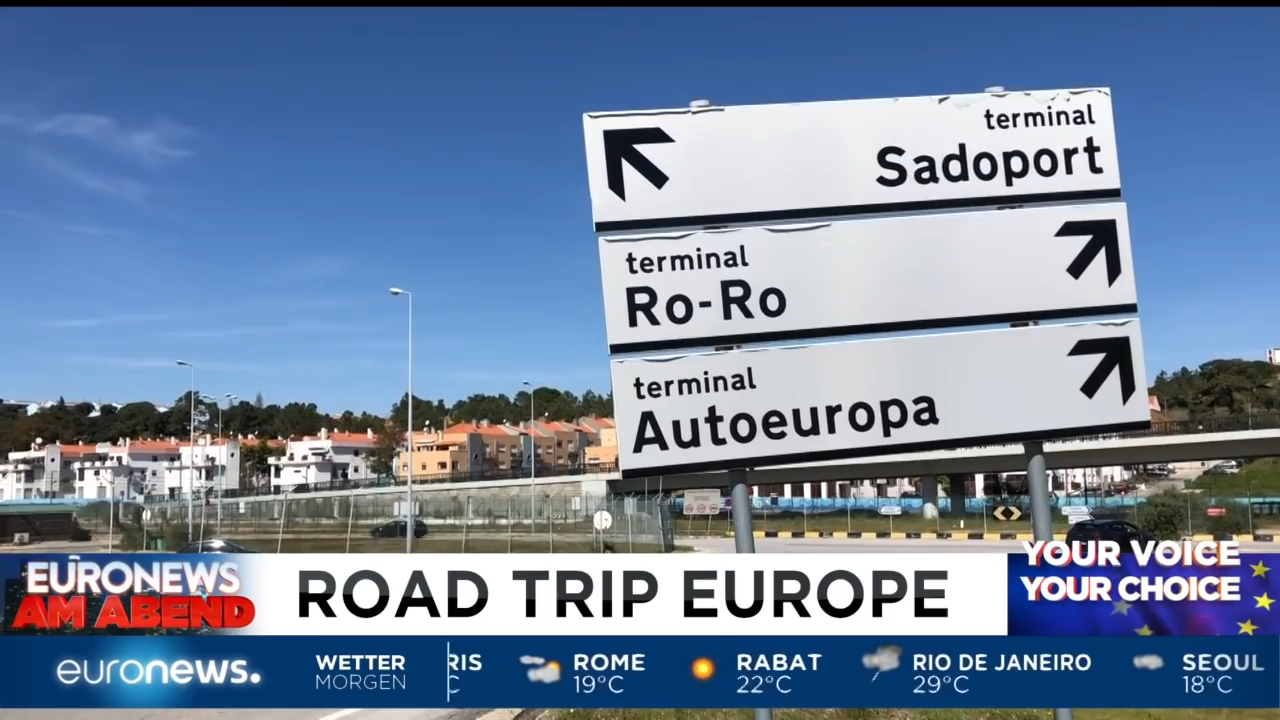 terminal
Sadoport
terminal
Ro-Ro
terminal
Autoeuropa
EURONEWS
AM ABEND
ROAD TRIP EUROPE
YOUR VOICE
YOUR CHOICE
euronews.
WETTER
MORGEN
RIS
C
ROME
19°C
RABAT
22°C
RIO DE JANEIRO
29°C
SEOUL
18°C